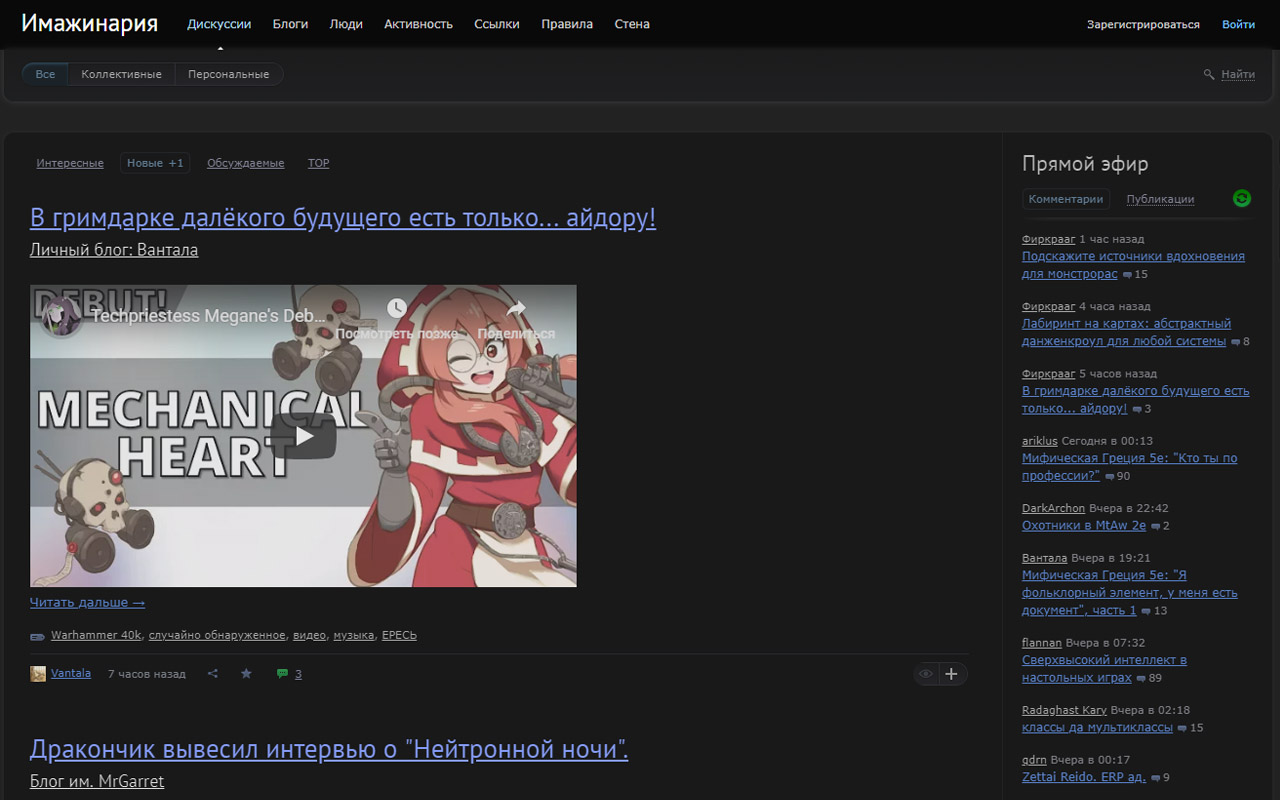 Имажинария
Дискуссии
Блоги
Люди
Активность
Ссылки
Правила
Стена
Зарегистрироваться
Войти
Все
Коллективные
Персональные
Найти
Интересные
Новые +1
Обсуждаемые
TOP
В гримдарке далёкого будущего есть только... айдору!
Личный блог: Вантала
DEBUT!
Techpriestess Megane's Deb...
Посмотреть позже
Поделиться
MECHANICAL
HEART
Читать дальше →
Warhammer 40k, случайно обнаруженное, видео, музыка, ЕРЕСЬ
Vantala
7 часов назад
3
Дракончик вывесил интервью о "Нейтронной ночи".
Блог им. MrGarret
Прямой эфир
Комментарии
Публикации
Фиркрааг 1 час назад
Подскажите источники вдохновения
для монстрорас 15
Фиркрааг 4 часа назад
Лабиринт на картах: абстрактный
данженкроул для любой системы 8
Фиркрааг 5 часов назад
В гримдарке далёкого будущего есть
только... айдору! 3
ariklus Сегодня в 00:13
Мифическая Греция 5е: "Кто ты по
профессии?" 90
DarkArchon Вчера в 22:42
Охотники в MtAw 2e 2
Вантала Вчера в 19:21
Мифическая Греция 5е: "Я
фольклорный элемент, у меня есть
документ", часть 1 13
flannan Вчера в 07:32
Сверхвысокий интеллект в
настольных играх 89
Radaghast Kary Вчера в 02:18
классы да мультиклассы 15
qdrn Вчера в 00:17
Zettai Reido. ERP ад. 9